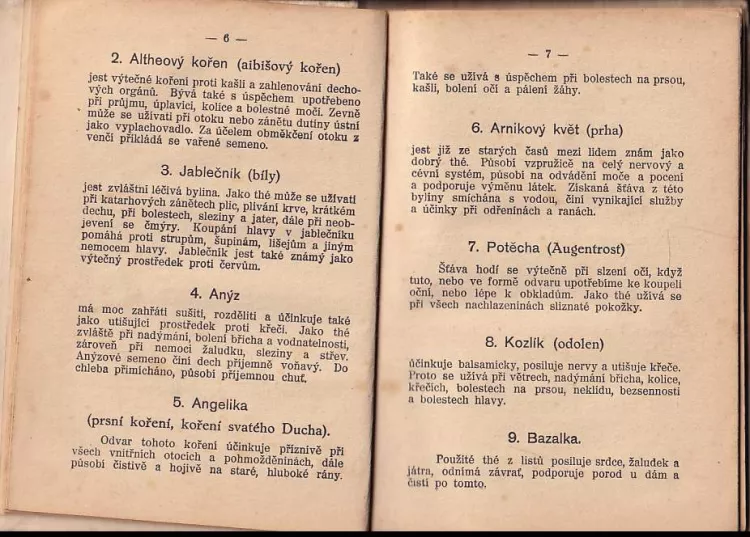 — 6 —
2. Altheový kořen (aibišový kořen)
jest výtečné koření proti kašli a zahlenování decho-
vých orgánů. Bývá také s úspěchem upotřebeno
při průjmu, úplavici, kolice a bolestné moči. Zevně
může se užívati při otoku nebo zánětu dutiny ústní
jako vyplachovadlo. Za účelem obměkčení otoku z
venčí přikládá se vařené semeno.
3. Jablečník (bíly)
jest zvláštní léčivá bylina. Jako thé může se užívati
při katarhových zánětech plic, plivání krve, krátkém
dechu, při bolestech, sleziny a jater, dále při neob-
jevení se čmýry. Koupání hlavy v jablečníku
pomáhá proti strupům, šupinám, lišejům a jiným
nemocem hlavy. Jablečník jest také známý jako
výtečný prostředek proti červům.
4. Anýz
má moc zahřáti sušiti, rozděliti a účinkuje také
jako utišující prostředek proti křeči. Jako thé
zvláště při nadýmání, bolení břicha a vodnatelnosti,
zároveň při nemoci žaludku, sleziny a střev.
Anýzové semeno činí dech příjemně voňavý. Do
chleba přimícháno, působí příjemnou chuť.
5. Angelika
(prsní koření, koření svatého Ducha).
Odvar tohoto koření účinkuje příznivě při
všech vnitřních otocích a pohmožděninách, dále
působí čistivě a hojivě na staré, hluboké rány.
— 7 —
Také se užívá s úspěchem při bolestech na prsou,
kašli, bolení očí a pálení žáhy.
6. Arnikový květ (prha)
jest již ze starých časů mezi lidem znám jako
dobrý thé. Působí vzpružicě na celý nervový a
cévní systém, působí na odvádění moče a pocení
a podporuje výměnu látek. Získaná šťáva z této
byliny smíchána s vodou, činí vynikající služby
a účinky při odřeninách a ranách.
7. Potěcha (Augentrost)
Šťáva hodí se výtečně při slzení očí, když
tuto, nebo ve formě odvaru upotřebíme ke koupeli
oční, nebo lépe k obkladům. Jako thé užívá se
při všech nachlazeninách sliznaté pokožky.
8. Kozlík (odolen)
účinkuje balsamicky, posiluje nervy a utišuje křeče.
Proto se užívá při větrech, nadýmání břicha, kolice,
křečích, bolestech na prsou, neklidu, bezsennosti
a bolestech hlavy.
9. Bazalka.
Použité thé z listů posiluje srdce, žaludek a
játra, odnímá závrať, podporuje porod u dám a
čistí po tomto.